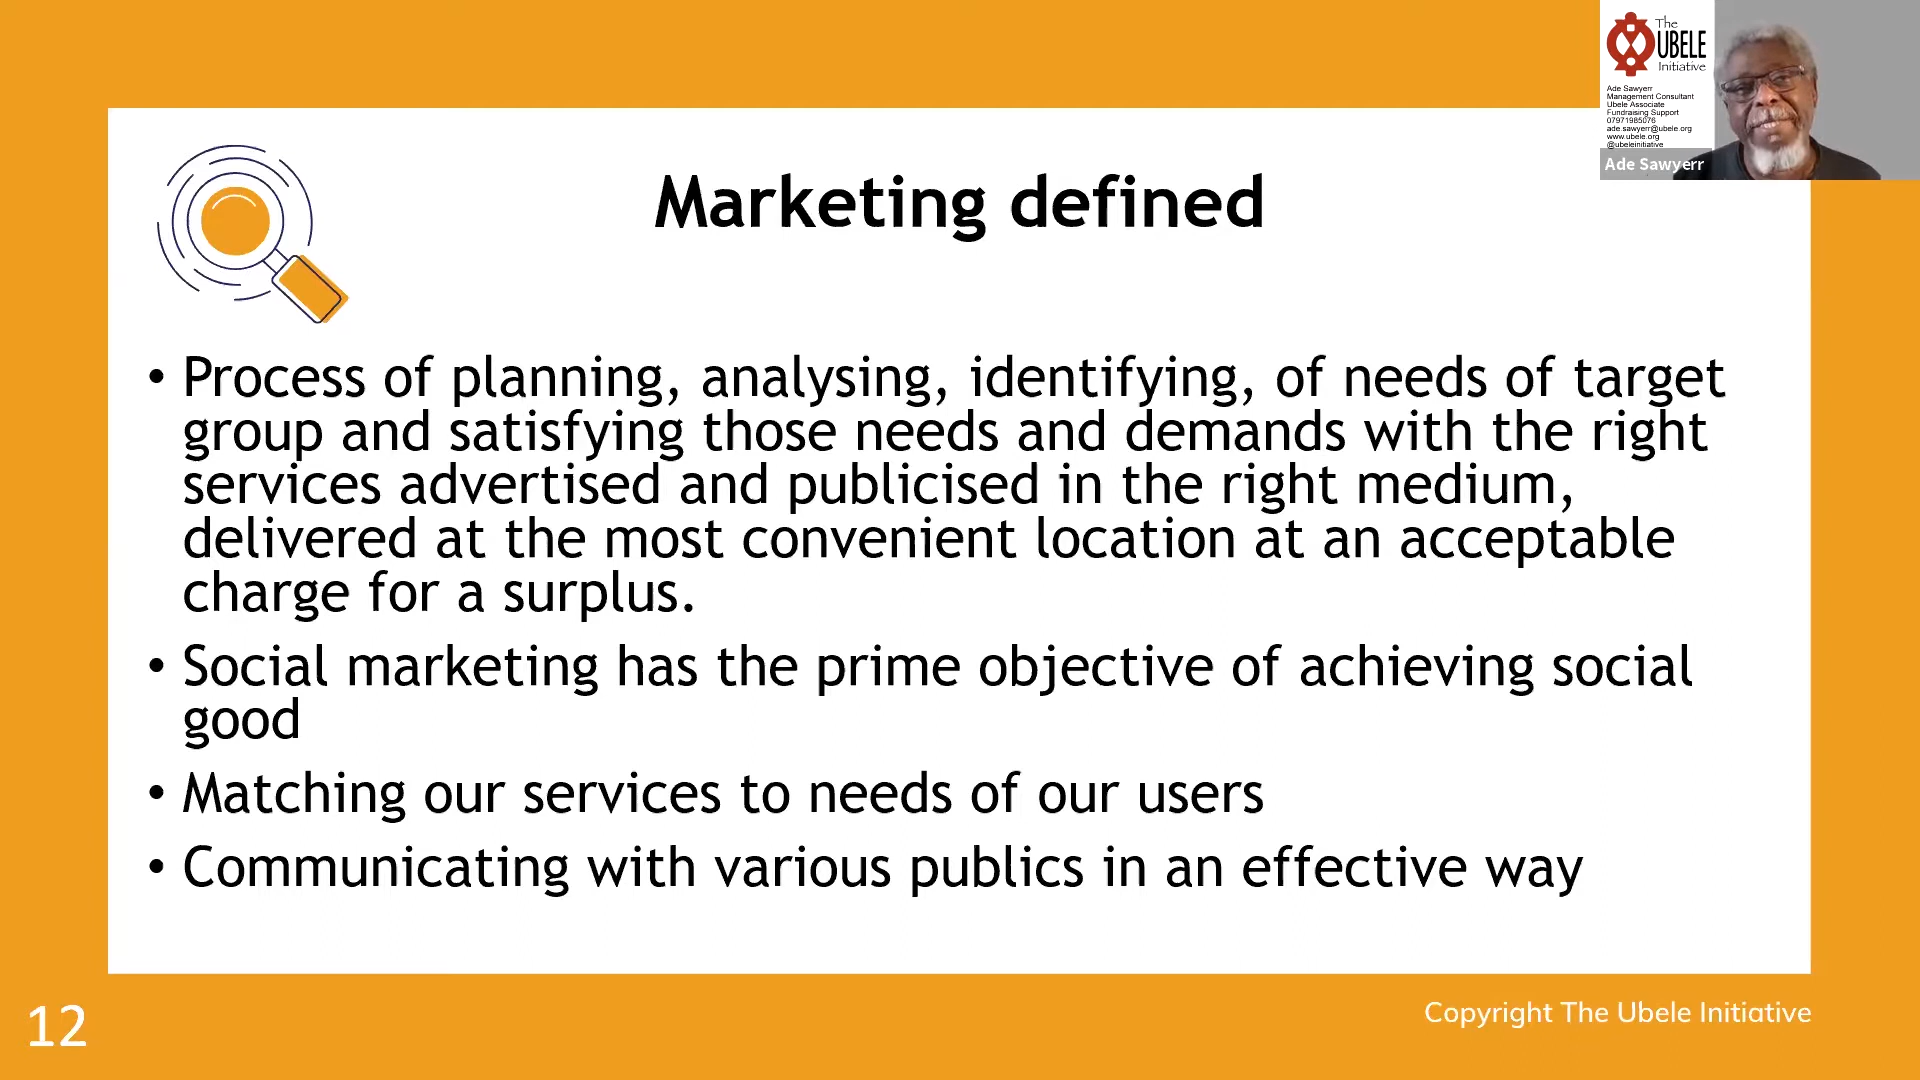 The
UBELE
Initiative
Ade Sawyerr
Management Consultant
Ubele Associate
Fundraising Support
07971985076
ade.sawyerr@ubele.org
www.ubele.org
@ubeleinitiative
Ade Sawyerr
Marketing defined
• Process of planning, analysing, identifying, of needs of target
group and satisfying those needs and demands with the right
services advertised and publicised in the right medium,
delivered at the most convenient location at an acceptable
charge for a surplus.
• Social marketing has the prime objective of achieving social
good
• Matching our services to needs of our users
• Communicating with various publics in an effective way
12
Copyright The Ubele Initiative